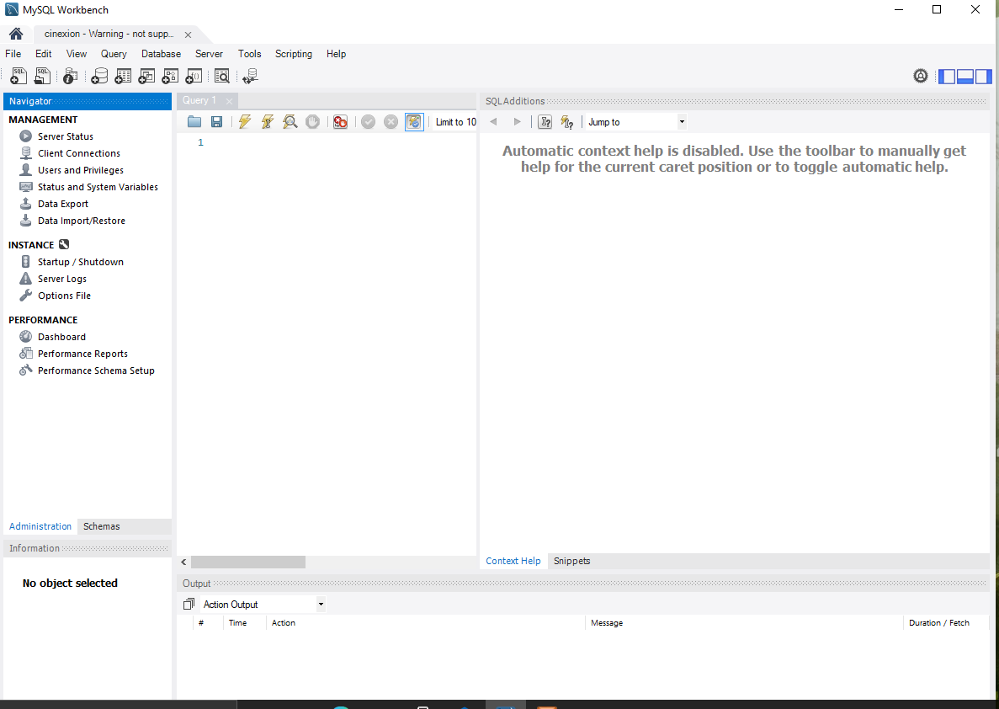 MySQL Workbench
cinexion - Warning - not supp...
File Edit View Query Database Server Tools Scripting Help
Navigator
MANAGEMENT
Server Status
Client Connections
Users and Privileges
Status and System Variables
Data Export
Data Import/Restore
INSTANCE
Startup / Shutdown
Server Logs
Options File
PERFORMANCE
Dashboard
Performance Reports
Performance Schema Setup
Administration Schemas
Information
No object selected
Query 1
Limit to 10
1
SQLAdditions
Jump to
Automatic context help is disabled. Use the toolbar to manually get
help for the current caret position or to toggle automatic help.
Context Help Snippets
Output
Action Output
# Time Action Message Duration / Fetch